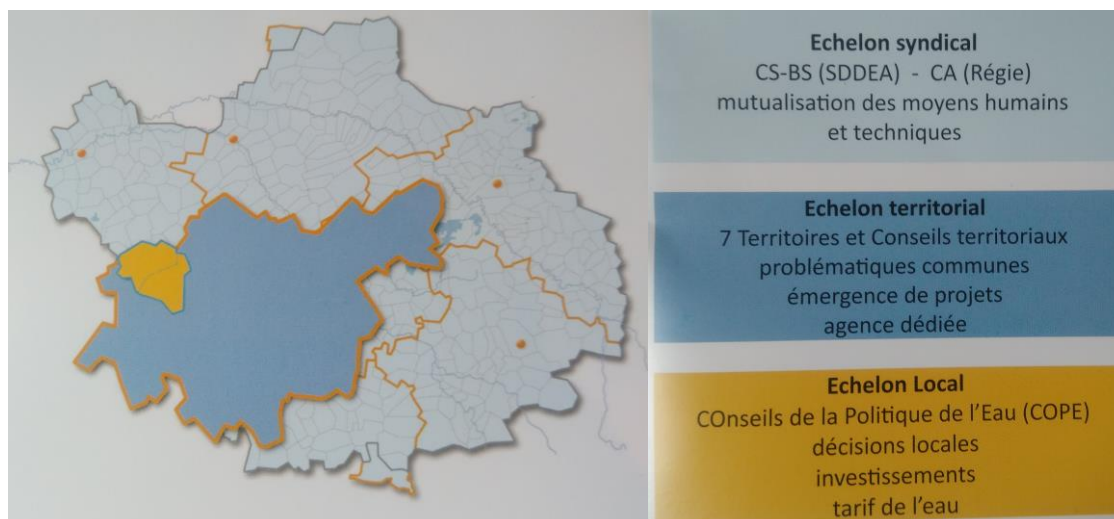 Echelon syndical
CS-BS (SDDEA) - CA (Régie)
mutualisation des moyens humains
et techniques
Echelon territorial
7 Territoires et Conseils territoriaux
problématiques communes
émergence de projets
agence dédiée
Echelon Local
COnseils de la Politique de l'Eau (COPE)
décisions locales
investissements
tarif de l'eau